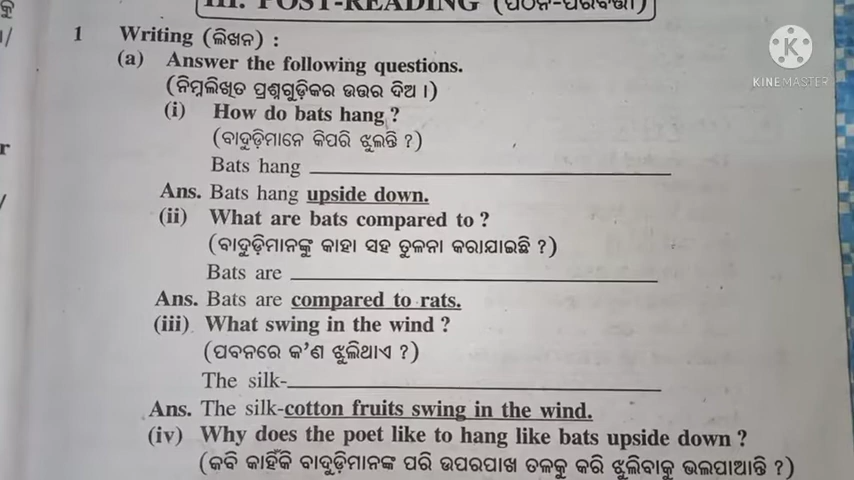 III. POST-READING (ପଠନ-ପରବର୍ତ୍ତୀ)
1 Writing (ଲିଖନ) :
(a) Answer the following questions.
(ନିମ୍ନଲିଖିତ ପ୍ରଶ୍ନଗୁଡ଼ିକର ଉତ୍ତର ଦିଅ ।)
(i) How do bats hang ?
(ବାଦୁଡ଼ିମାନେ କିପରି ଝୁଲନ୍ତି ?)
Bats hang
Ans. Bats hang upside down.
(ii) What are bats compared to ?
(ବାଦୁଡ଼ିମାନଙ୍କୁ କାହା ସହ ତୁଳନା କରାଯାଇଛି ?)
Bats are
Ans. Bats are compared to rats.
(iii) What swing in the wind ?
(ପବନରେ କ'ଣ ଝୁଲିଥାଏ ?)
The silk-
Ans. The silk-cotton fruits swing in the wind.
(iv) Why does the poet like to hang like bats upside down ?
(କବି କାହିଁକି ବାଦୁଡ଼ିମାନଙ୍କ ପରି ଉପରପାଖ ତଳକୁ କରି ଝୁଲିବାକୁ ଭଲପାଆନ୍ତି ?)
KINEMASTER